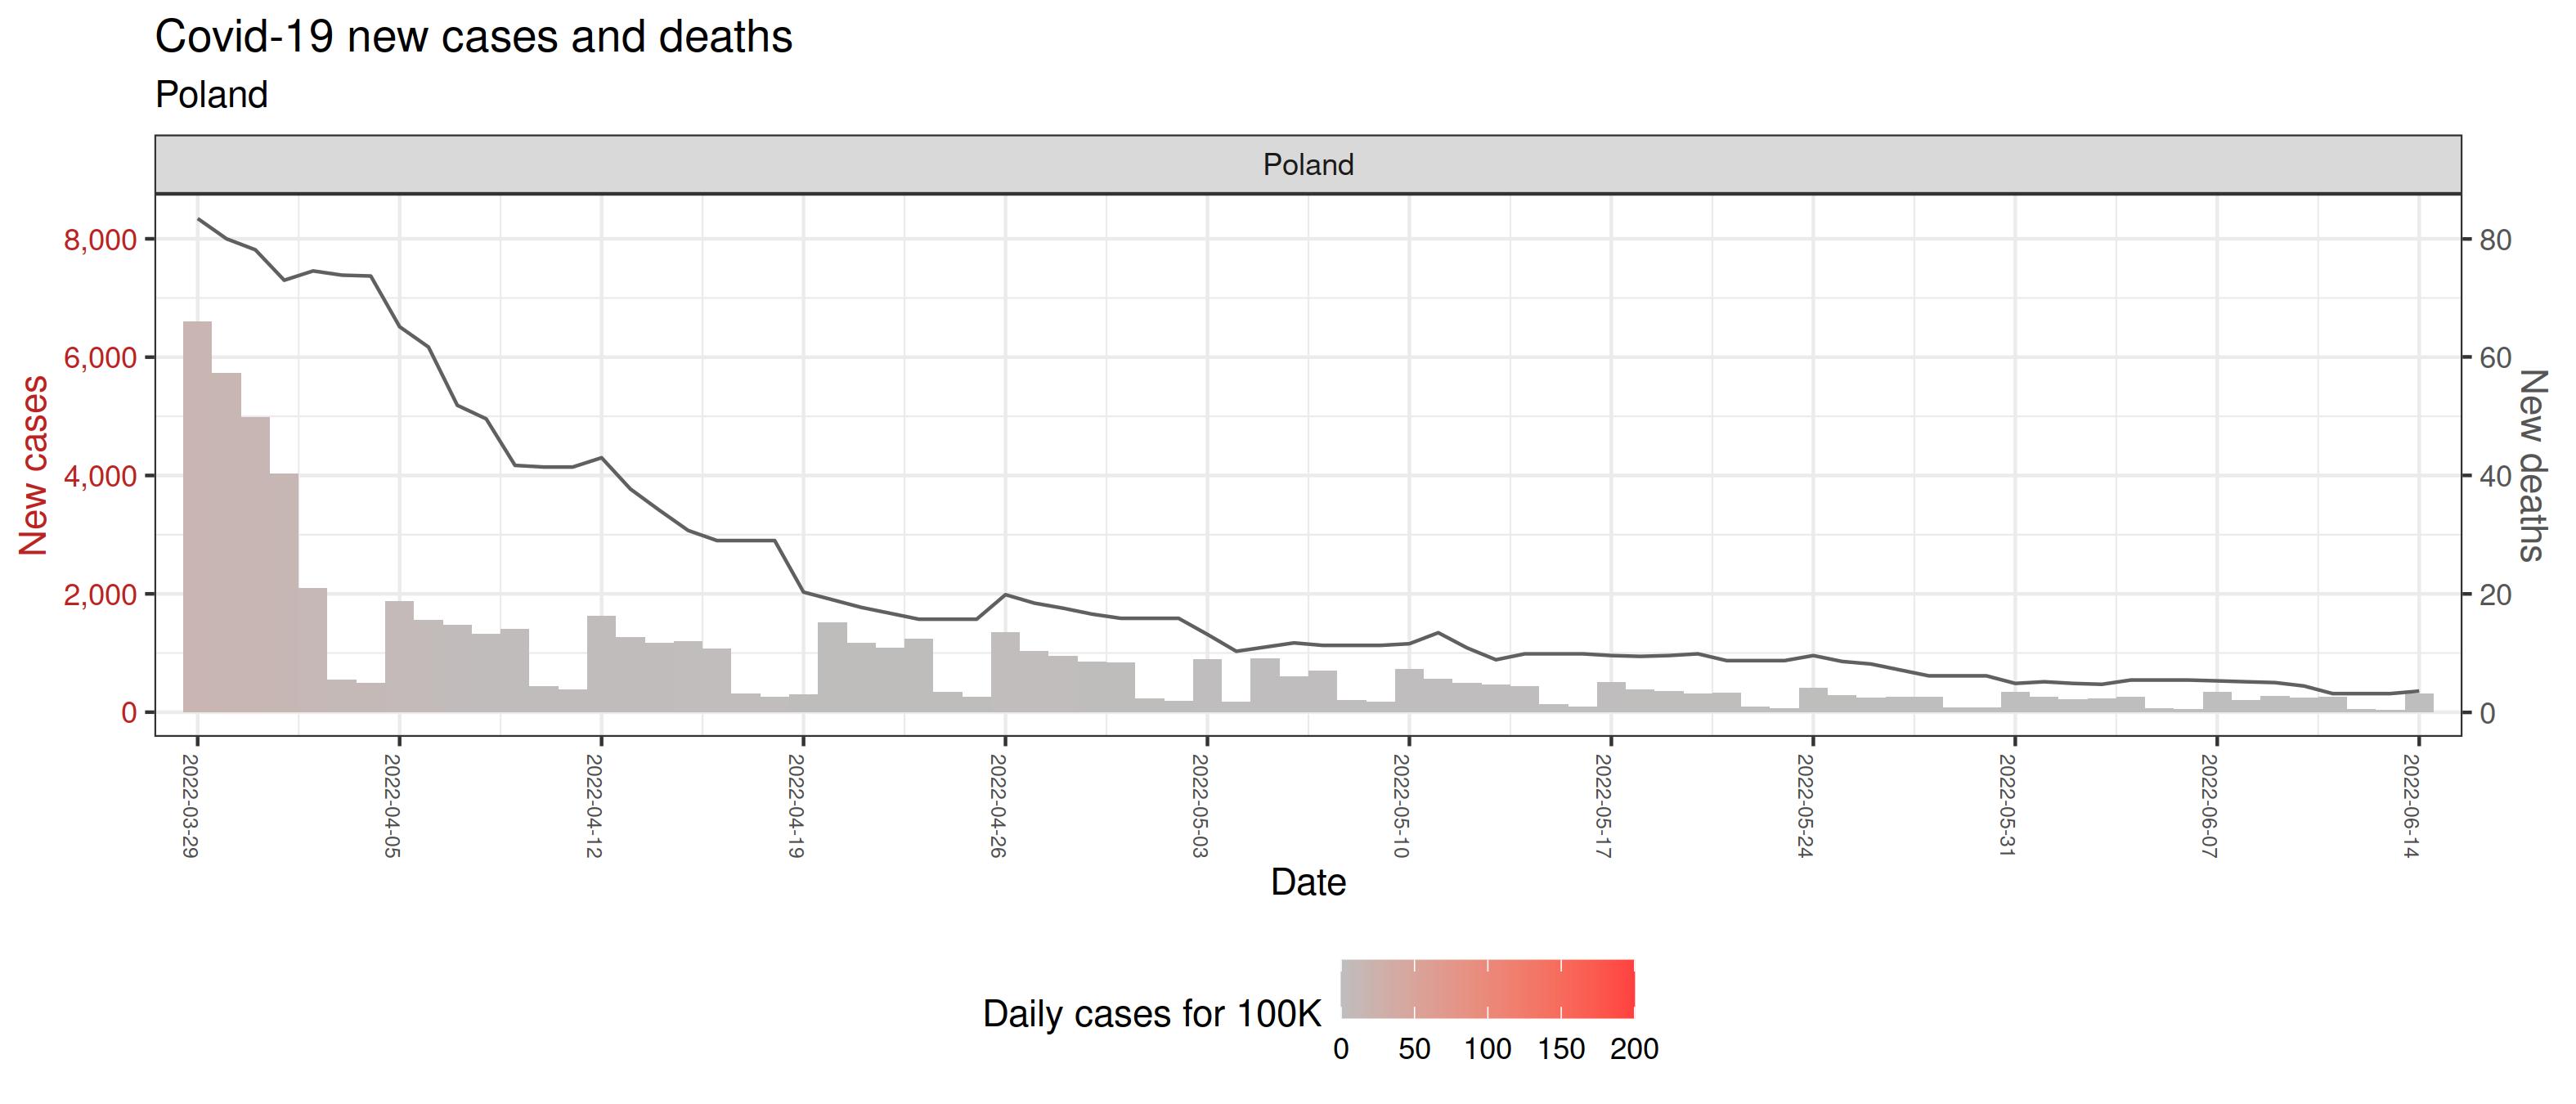 Covid-19 new cases and deaths
Poland
Poland
New cases
8,000
6,000
4,000
2,000
0
80
60
40
20
0
New deaths
2022-03-29
2022-04-05
2022-04-12
2022-04-19
2022-04-26
2022-05-03
2022-05-10
2022-05-17
2022-05-24
2022-05-31
2022-06-07
2022-06-14
Date
Daily cases for 100K
0 50 100 150 200